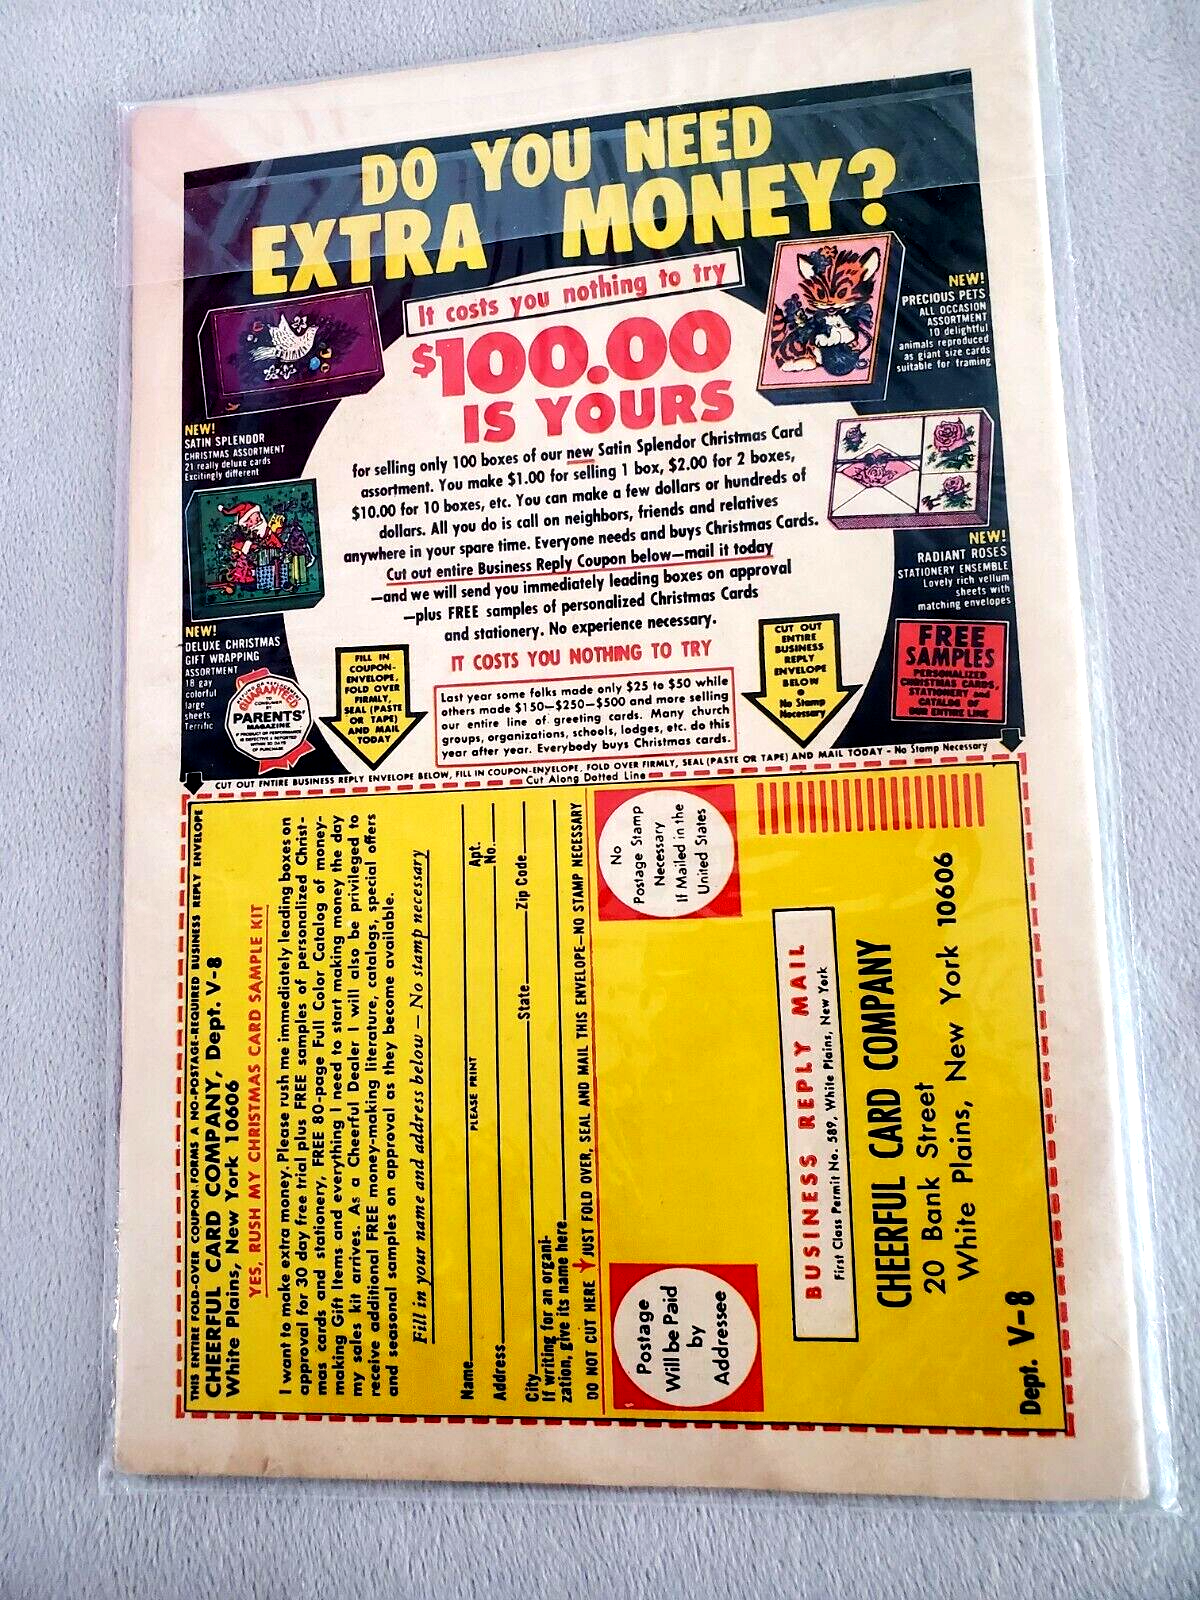 DO YOU NEED
EXTRA MONEY?
It costs you nothing to try
$100.00
IS YOURS
for selling only 100 boxes of our new Satin Splendor Christmas Card
assortment. You make $1.00 for selling 1 box, $2.00 for 2 boxes,
$10.00 for 10 boxes, etc. You can make a few dollars or hundreds of
dollars. All you do is call on neighbors, friends and relatives
anywhere in your spare time. Everyone needs and buys Christmas Cards.
Cut out entire Business Reply Coupon below—mail it today
—and we will send you immediately leading boxes on approval
—plus FREE samples of personalized Christmas Cards
and stationery. No experience necessary.
IT COSTS YOU NOTHING TO TRY
Last year some folks made only $25 to $50 while
others made $150—$250—$500 and more selling
our entire line of greeting cards. Many church
groups, organizations, schools, lodges, etc. do this
year after year. Everybody buys Christmas cards.
NEW!
SATIN SPLENDOR
CHRISTMAS ASSORTMENT
21 really deluxe cards
Excitingly different
NEW!
DELUXE CHRISTMAS
GIFT WRAPPING
ASSORTMENT
18 gay
colorful
large
sheets
Terrific
GUARANTEED
TO CONSUMER
BY
PARENTS'
MAGAZINE
IF PRODUCT OR PERFORMANCE
IS DEFECTIVE & REPORTED
WITHIN 30 DAYS
OF PURCHASE
FILL IN
COUPON-
ENVELOPE,
FOLD OVER
FIRMLY,
SEAL (PASTE
OR TAPE)
AND MAIL
TODAY
NEW!
PRECIOUS PETS
ALL OCCASION
ASSORTMENT
10 delightful
animals reproduced
as giant size cards
suitable for framing
NEW!
RADIANT ROSES
STATIONERY ENSEMBLE
Lovely rich vellum
sheets with
matching envelopes
CUT OUT
ENTIRE
BUSINESS
REPLY
ENVELOPE
BELOW
No Stamp
Necessary
FREE
SAMPLES
PERSONALIZED
CHRISTMAS CARDS,
STATIONERY and
CATALOG OF
OUR ENTIRE LINE
CUT OUT ENTIRE BUSINESS REPLY ENVELOPE BELOW, FILL IN COUPON-ENVELOPE, FOLD OVER FIRMLY, SEAL (PASTE OR TAPE) AND MAIL TODAY - No Stamp Necessary
Cut Along Dotted Line
THIS ENTIRE FOLD-OVER COUPON FORMS A NO-POSTAGE-REQUIRED BUSINESS REPLY ENVELOPE
CHEERFUL CARD COMPANY, Dept. V-8
White Plains, New York 10606
YES, RUSH MY CHRISTMAS CARD SAMPLE KIT
I want to make extra money. Please rush me immediately leading boxes on
approval for 30 day free trial plus FREE samples of personalized Christ-
mas cards and stationery, FREE 80-page Full Color Catalog of money-
making Gift Items and everything I need to start making money the day
my sales kit arrives. As a Cheerful Dealer I will also be privileged to
receive additional FREE money-making literature, catalogs, special offers
and seasonal samples on approval as they become available.
Fill in your name and address below — No stamp necessary
Name
PLEASE PRINT
Address Apt. No.
City State Zip Code
If writing for an organi-
zation, give its name here
DO NOT CUT HERE JUST FOLD OVER, SEAL AND MAIL THIS ENVELOPE—NO STAMP NECESSARY
No
Postage Stamp
Necessary
If Mailed in the
United States
Postage
Will be Paid
by
Addressee
BUSINESS REPLY MAIL
First Class Permit No. 589, White Plains, New York
CHEERFUL CARD COMPANY
20 Bank Street
White Plains, New York 10606
Dept. V-8